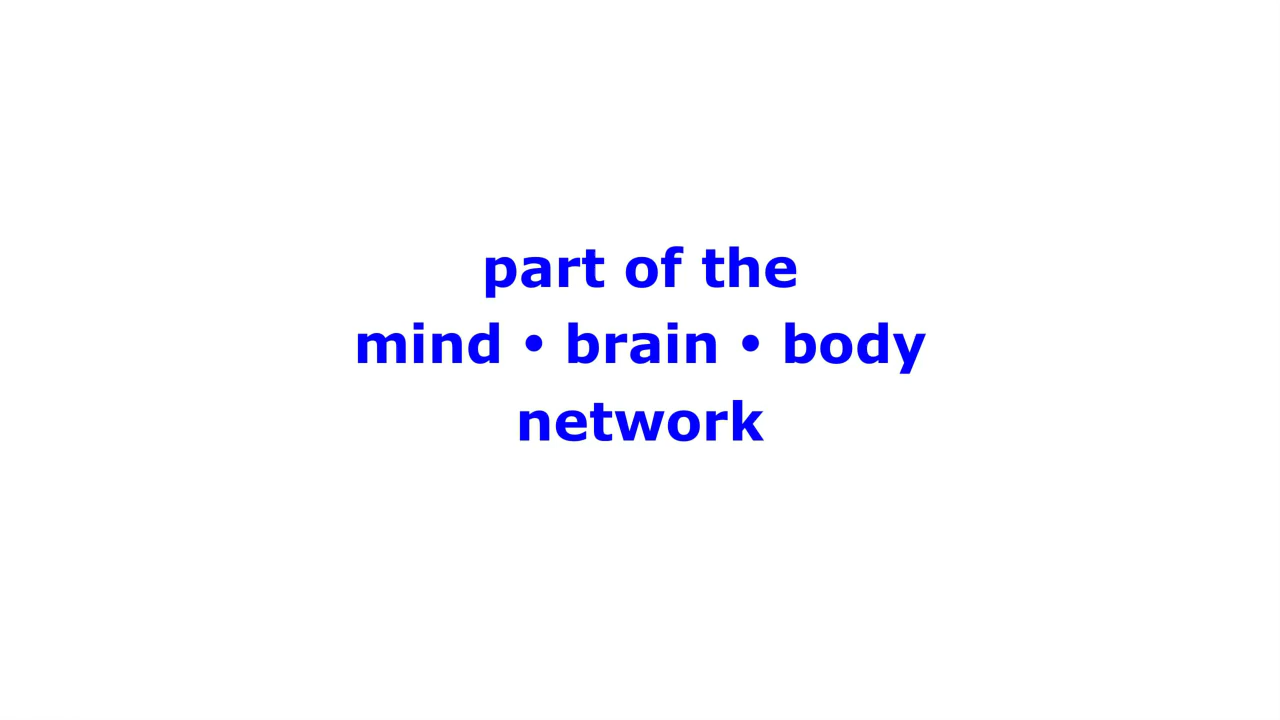 part of the
mind • brain • body
network